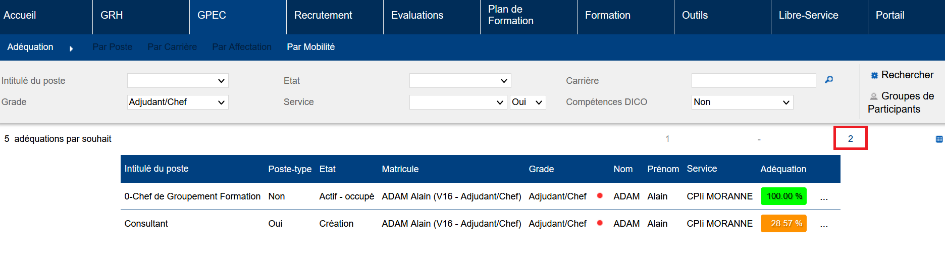 Accueil GRH GPEC Recrutement Evaluations Plan de Formation Formation Outils Libre-Service Portail
Adéquation Par Poste Par Carrière Par Affectation Par Mobilité
Intitulé du poste Etat Carrière Rechercher
Grade Adjudant/Chef Service Oui Compétences DICO Non Groupes de Participants
5 adéquations par souhait 1 - 2
Intitulé du poste Poste-type Etat Matricule Grade Nom Prénom Service Adéquation
0-Chef de Groupement Formation Non Actif - occupé ADAM Alain (V16 - Adjudant/Chef) Adjudant/Chef ADAM Alain CPIi MORANNE 100.00 % ...
Consultant Oui Création ADAM Alain (V16 - Adjudant/Chef) Adjudant/Chef ADAM Alain CPIi MORANNE 28.57 % ...